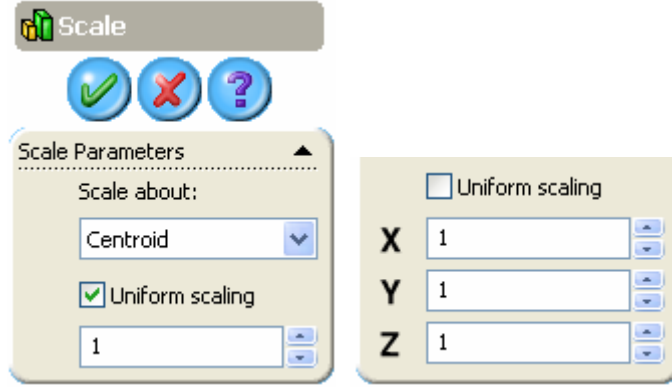 Scale
?
Scale Parameters
Scale about:
Centroid
Uniform scaling
1
Uniform scaling
X 1
Y 1
Z 1